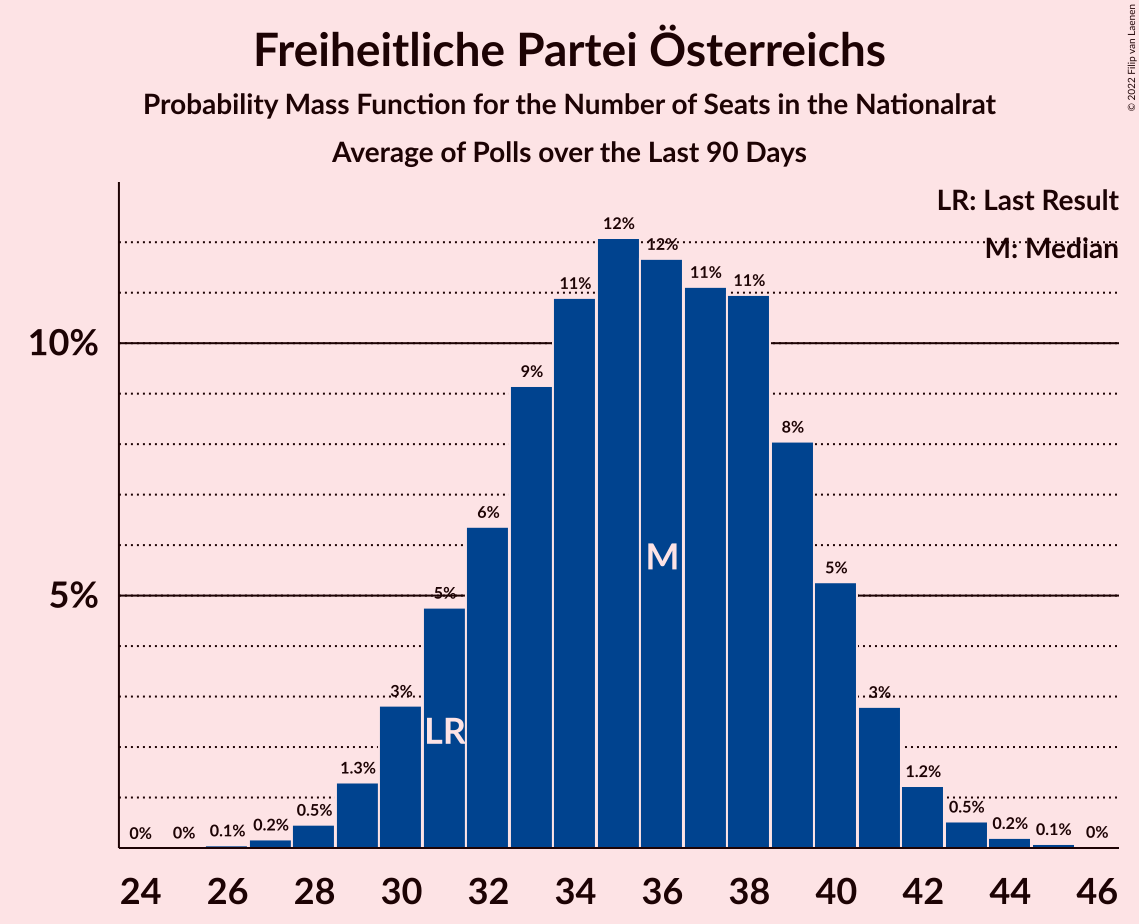 Freiheitliche Partei Österreichs
Probability Mass Function for the Number of Seats in the Nationalrat
Average of Polls over the Last 90 Days
© 2022 Filip van Laenen
LR: Last Result
M: Median
10%
5%
0%
0%
0.1%
0.2%
0.5%
1.3%
3%
5%
6%
9%
11%
12%
12%
11%
11%
8%
5%
3%
1.2%
0.5%
0.2%
0.1%
0%
LR
M
24 26 28 30 32 34 36 38 40 42 44 46